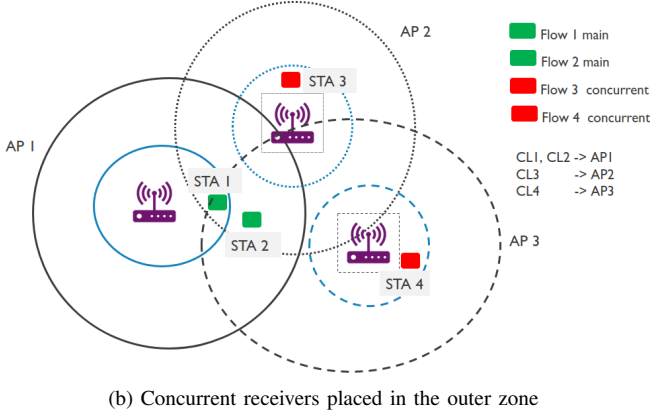 AP 2
Flow 1 main
Flow 2 main
STA 3
Flow 3 concurrent
Flow 4 concurrent
AP 1
CL1, CL2 -> AP1
CL3 -> AP2
CL4 -> AP3
STA 1
STA 2
AP 3
STA 4
(b) Concurrent receivers placed in the outer zone